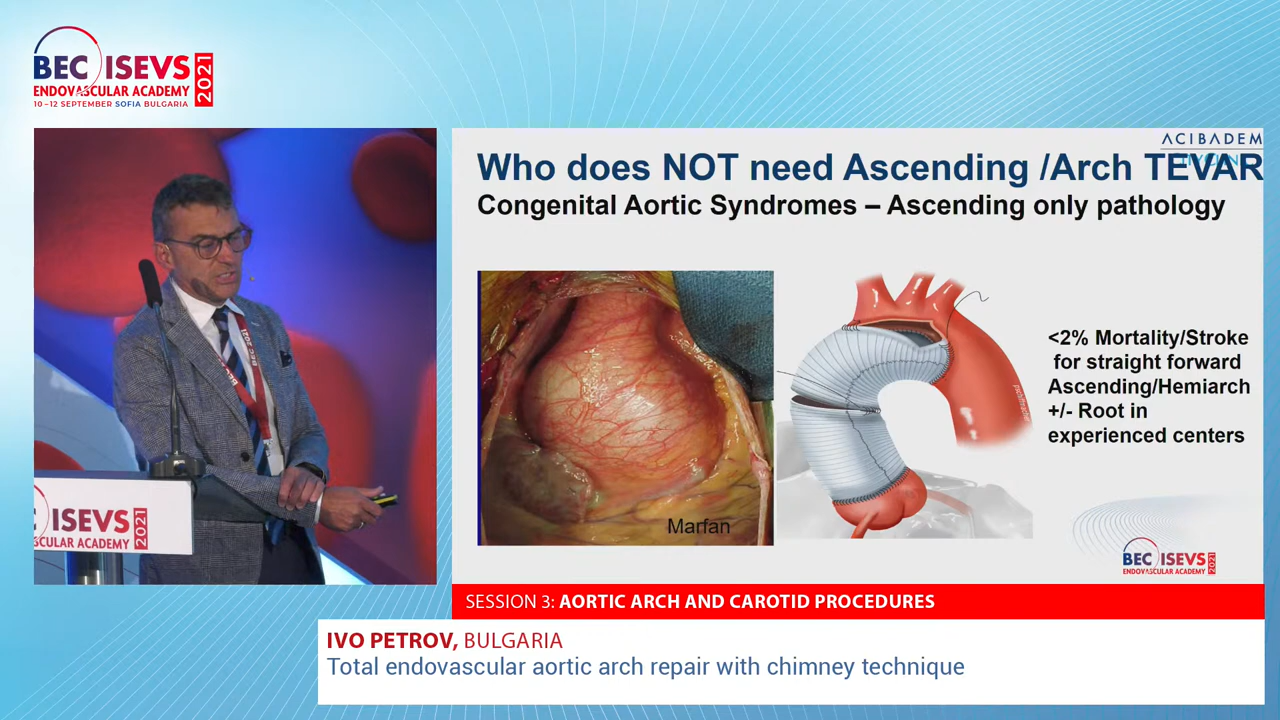 BEC ISEVS 2021
ENDOVASCULAR ACADEMY
10-12 SEPTEMBER SOFIA BULGARIA
BEC 2021
ISEVS 2021
SCULAR ACADEMY
ACIBADEM
Who does NOT need Ascending /Arch TEVAR
Congenital Aortic Syndromes – Ascending only pathology
Marfan
<2% Mortality/Stroke
for straight forward
Ascending/Hemiarch
+/- Root in
experienced centers
BEC ISEVS 2021
ENDOVASCULAR ACADEMY
SESSION 3: AORTIC ARCH AND CAROTID PROCEDURES
IVO PETROV, BULGARIA
Total endovascular aortic arch repair with chimney technique